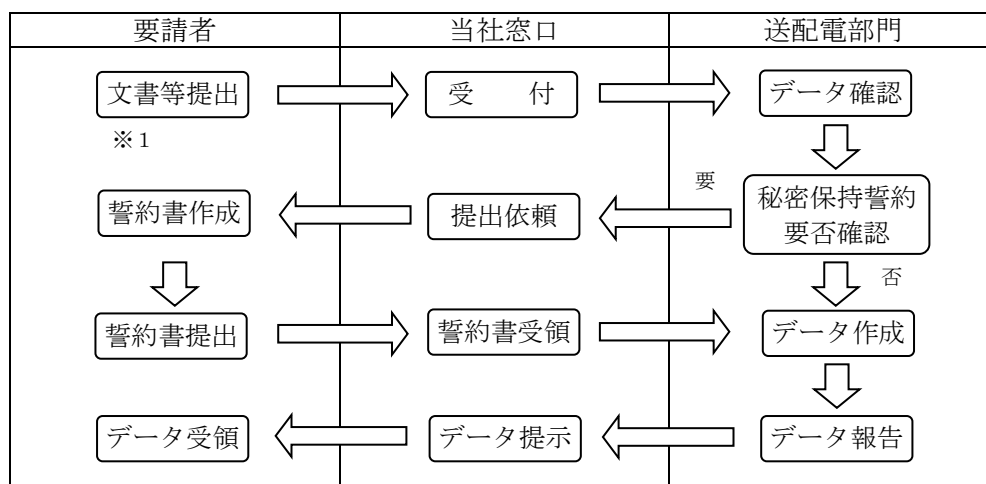 要請者
当社窓口
送配電部門
文書等提出
受　　付
データ確認
※１
要
誓約書作成
提出依頼
秘密保持誓約
要否確認
否
誓約書提出
誓約書受領
データ作成
データ受領
データ提示
データ報告